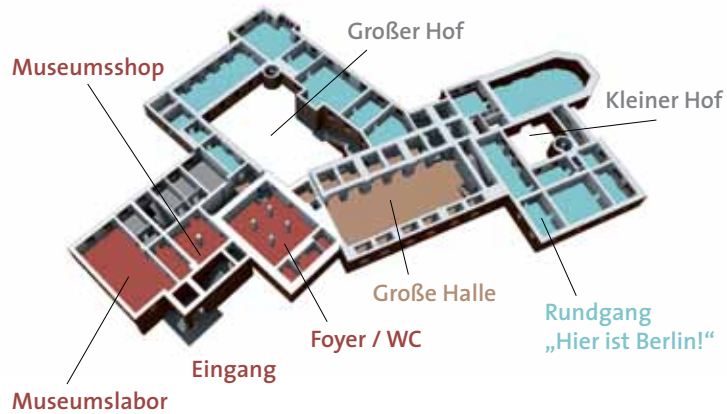 Großer Hof
Museumsshop
Kleiner Hof
Große Halle
Rundgang
„Hier ist Berlin!“
Foyer / WC
Eingang
Museumslabor